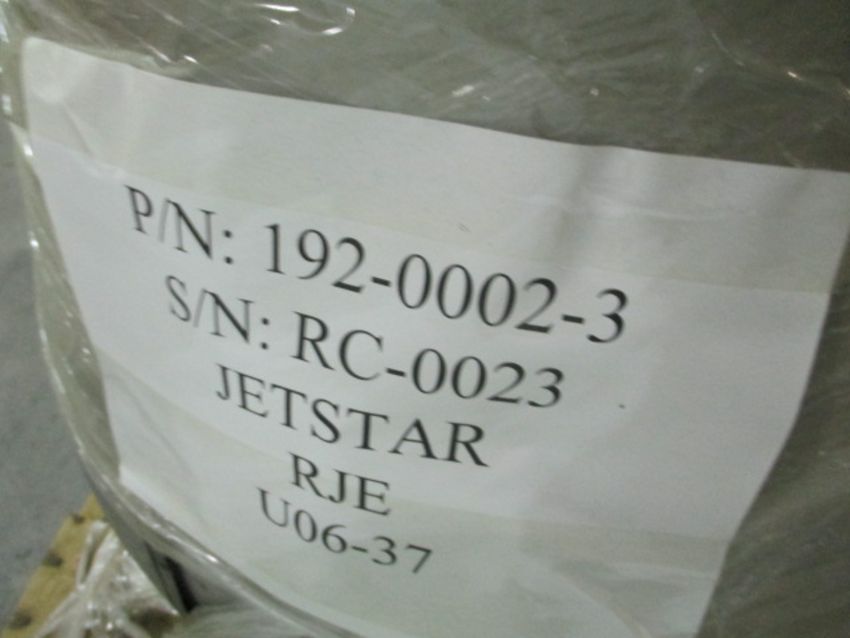 P/N: 192-0002-3
S/N: RC-0023
JETSTAR
RJE
U06-37